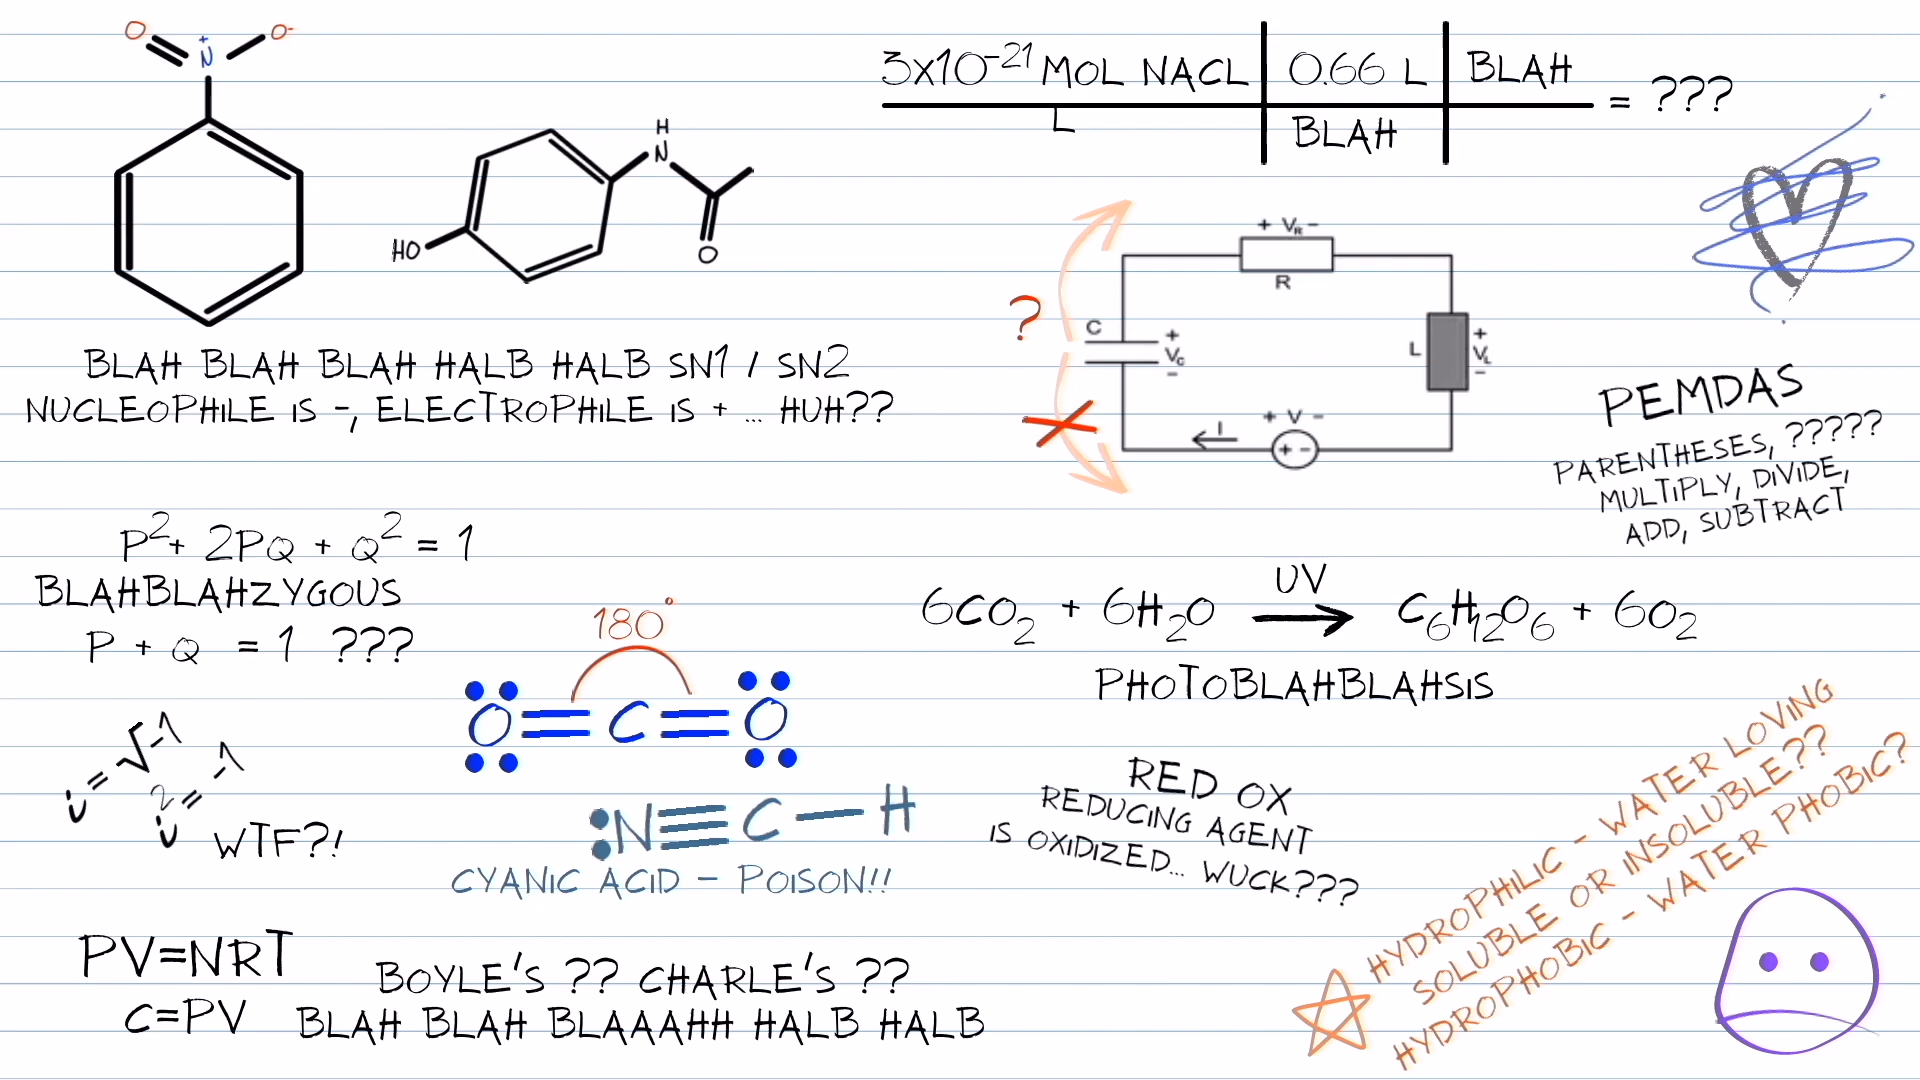 O N+ O-
H
N
HO
O
BLAH BLAH BLAH HALB HALB SN1 / SN2
NUCLEOPHILE IS -, ELECTROPHILE IS + ... HUH??
3x10^-21 MOL NACL | 0.66 L | BLAH
L | BLAH
= ???
+ VR -
R
C
+
Vc
-
L
+
VL
-
+ V -
I
+ -
?
PEMDAS
PARENTHESES, ?????
MULTIPLY, DIVIDE,
ADD, SUBTRACT
P²+ 2PQ + Q² = 1
BLAHBLAHZYGOUS
P + Q = 1 ???
180°
O=C=O
:N≡C-H
CYANIC ACID - POISON!!
i=√-1
i²=-1
WTF?!
UV
6CO₂ + 6H₂O → C₆H₁₂O₆ + 6O₂
PHOTOBLAHBLAHSIS
RED OX
REDUCING AGENT
IS OXIDIZED... WUCK???
HYDROPHILIC - WATER LOVING
SOLUBLE OR INSOLUBLE??
HYDROPHOBIC - WATER PHOBIC?
PV=NRT
C=PV
BOYLE'S ?? CHARLE'S ??
BLAH BLAH BLAAAHH HALB HALB